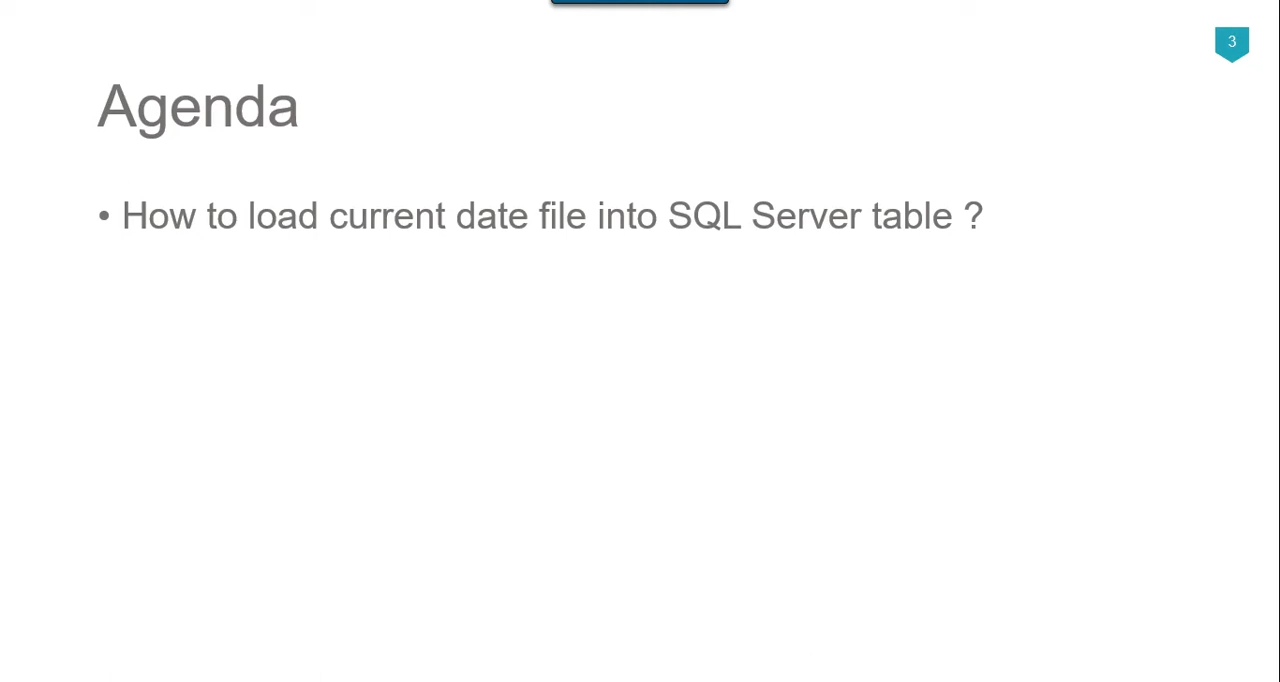 3
Agenda
• How to load current date file into SQL Server table ?